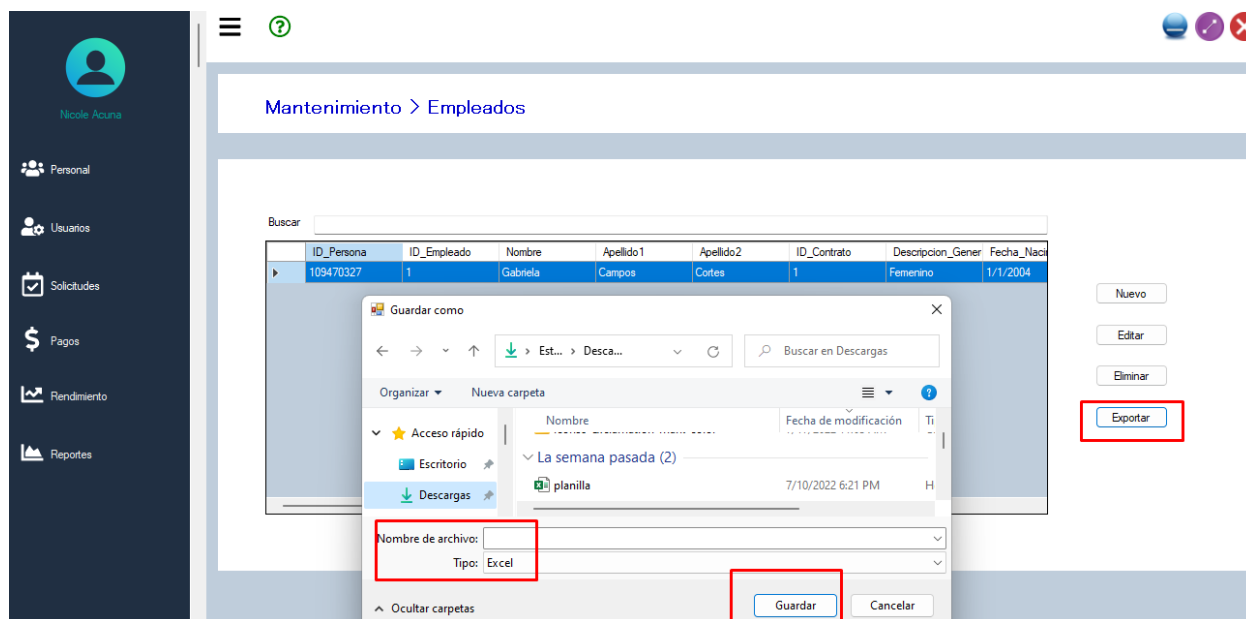 Nicole Acuna
Personal
Usuarios
Solicitudes
Pagos
Rendimiento
Reportes
Mantenimiento > Empleados
Buscar
ID_Persona ID_Empleado Nombre Apellido1 Apellido2 ID_Contrato Descripcion_Gener Fecha_Naci
109470327 1 Gabriela Campos Cortes 1 Femenino 1/1/2004
Nuevo
Editar
Eliminar
Exportar
Guardar como
Est... > Desca...
Buscar en Descargas
Organizar
Nueva carpeta
Acceso rápido
Escritorio
Descargas
Nombre Fecha de modificación Ti
La semana pasada (2)
planilla 7/10/2022 6:21 PM H
Nombre de archivo:
Tipo: Excel
Ocultar carpetas
Guardar
Cancelar